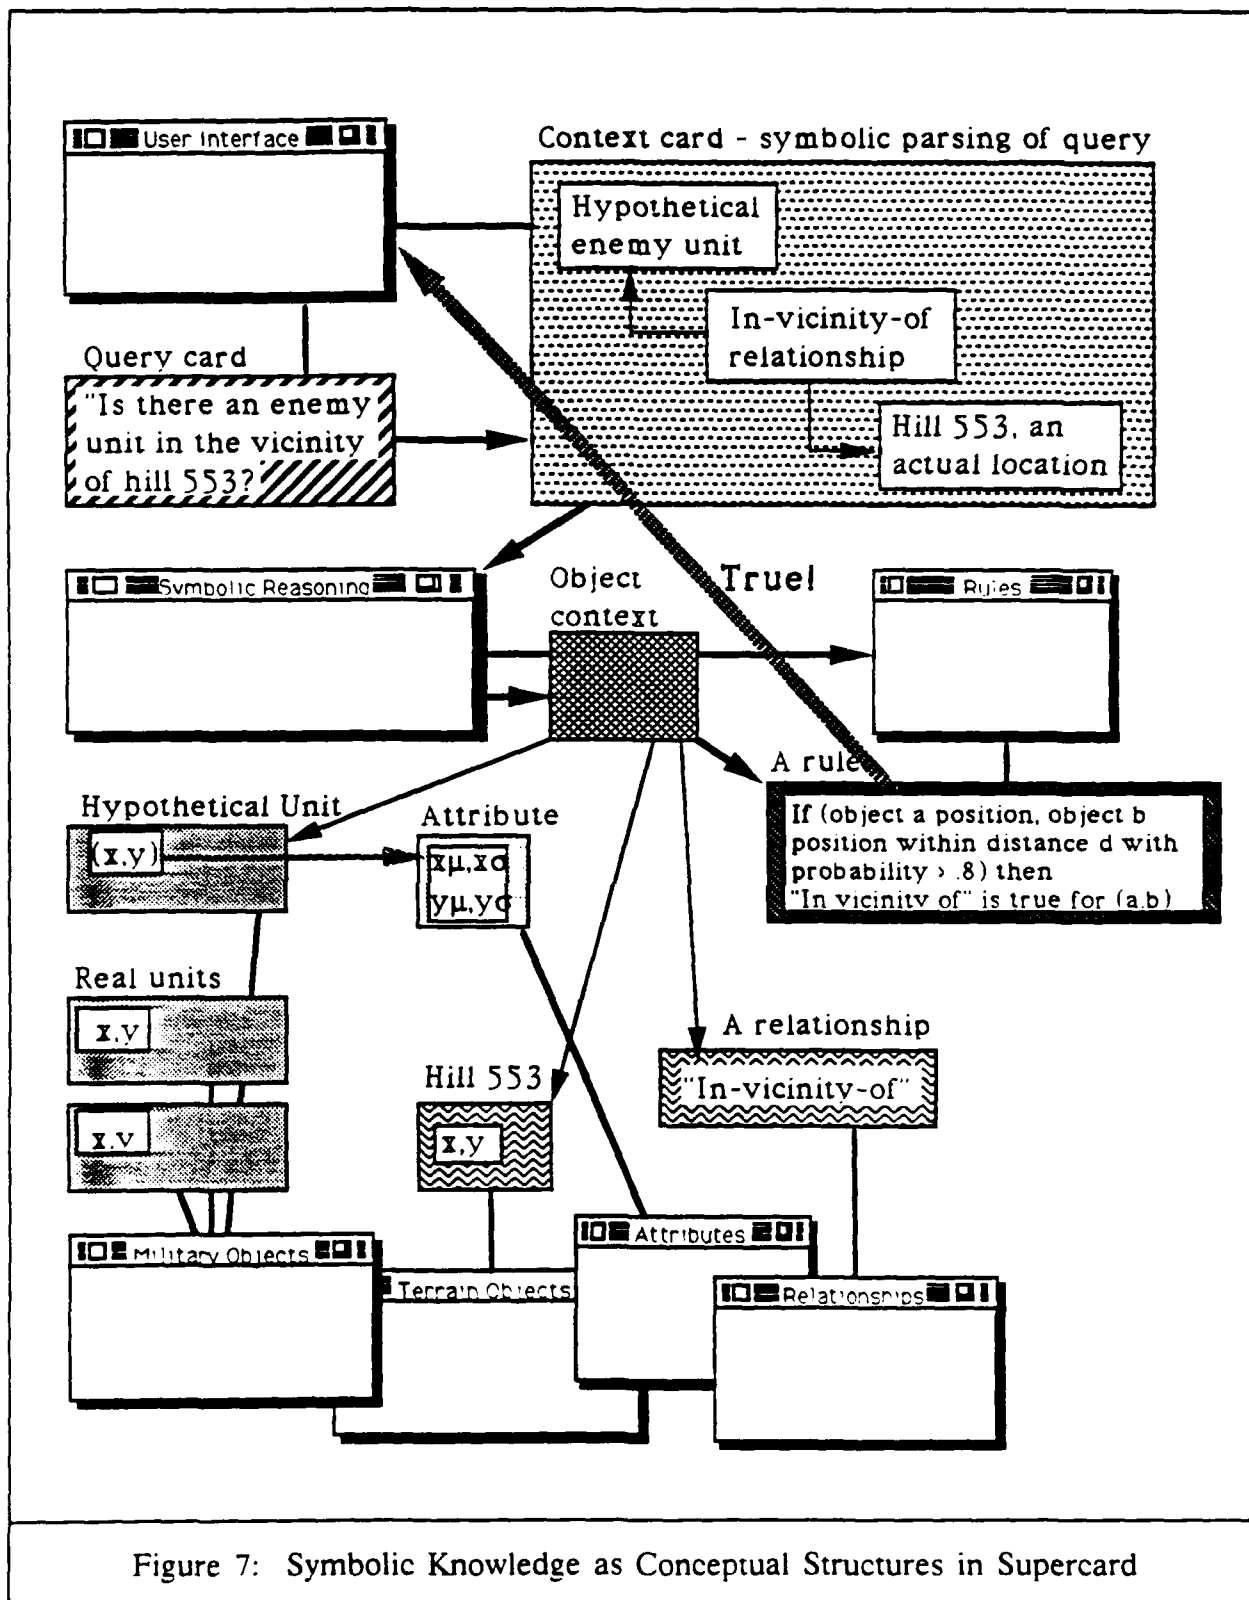 User Interface
Context card - symbolic parsing of query
Hypothetical
enemy unit
In-vicinity-of
relationship
Hill 553, an
actual location
Query card
"Is there an enemy
unit in the vicinity
of hill 553?
Symbolic Reasoning
Object
context
True!
Rules
A rule
If (object a position, object b
position within distance d with
probability > .8) then
"In vicinity of" is true for (a.b)
Hypothetical Unit
(x.y)
Attribute
xμ,xσ
yμ,yσ
Real units
x.y
x.y
Hill 553
x,y
A relationship
"In-vicinity-of"
Military Objects
Terrain Objects
Attributes
Relationships
Figure 7: Symbolic Knowledge as Conceptual Structures in Supercard